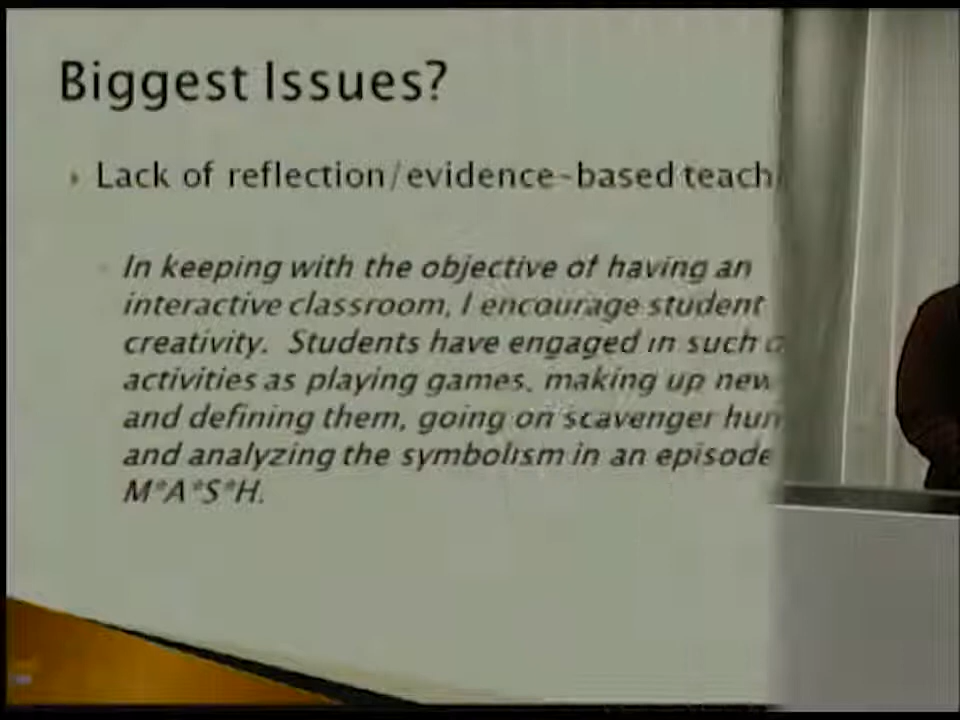 Biggest Issues?
Lack of reflection/evidence-based teach
In keeping with the objective of having an
interactive classroom, I encourage student
creativity. Students have engaged in such
activities as playing games, making up new
and defining them, going on scavenger hun
and analyzing the symbolism in an episode
M*A*S*H.